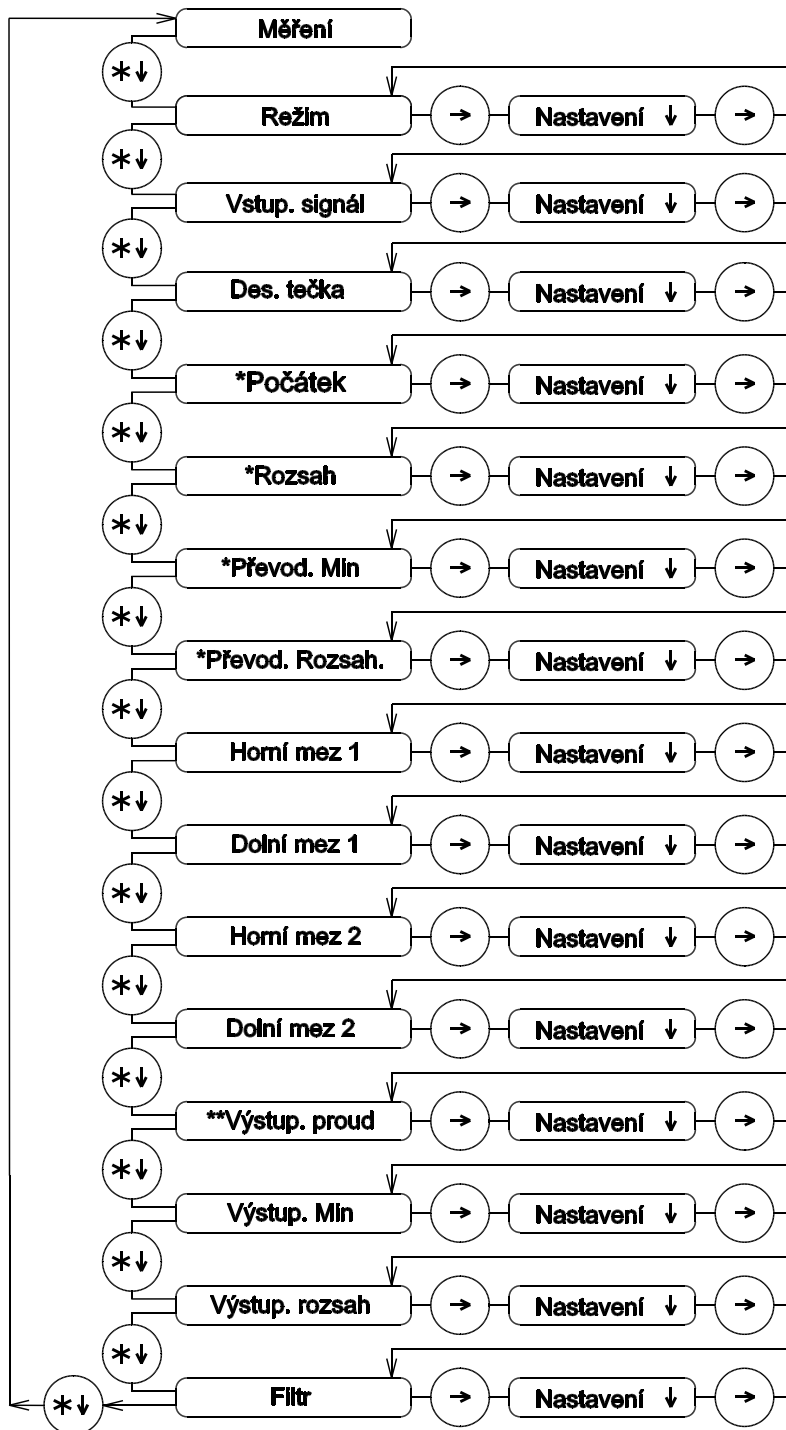 Měření
*↓
Režim → Nastavení ↓ →
*↓
Vstup. signál → Nastavení ↓ →
*↓
Des. tečka → Nastavení ↓ →
*↓
*Počátek → Nastavení ↓ →
*↓
*Rozsah → Nastavení ↓ →
*↓
*Převod. Min → Nastavení ↓ →
*↓
*Převod. Rozsah. → Nastavení ↓ →
*↓
Horní mez 1 → Nastavení ↓ →
*↓
Dolní mez 1 → Nastavení ↓ →
*↓
Horní mez 2 → Nastavení ↓ →
*↓
Dolní mez 2 → Nastavení ↓ →
*↓
**Výstup. proud → Nastavení ↓ →
*↓
Výstup. Min → Nastavení ↓ →
*↓
Výstup. rozsah → Nastavení ↓ →
*↓
*↓ Filtr → Nastavení ↓ →